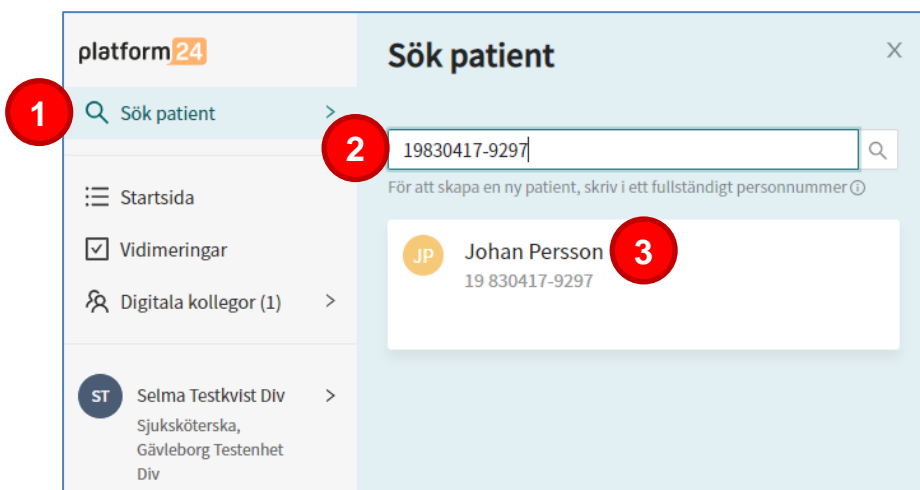 platform24
1
Sök patient
Startsida
Vidimeringar
Digitala kollegor (1)
ST
Selma Testkvist Div
Sjuksköterska,
Gävleborg Testenhet
Div
Sök patient
2
19830417-9297
För att skapa en ny patient, skriv i ett fullständigt personnummer
JP
Johan Persson
3
19 830417-9297